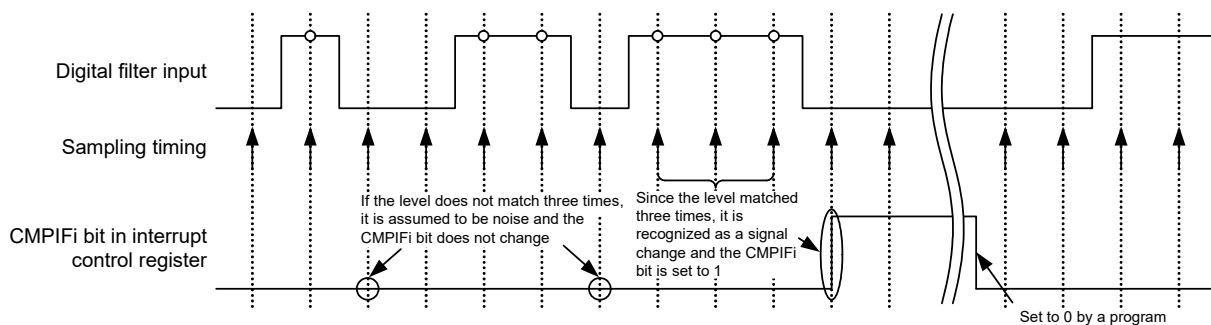 Digital filter input
Sampling timing
If the level does not match three times,
it is assumed to be noise and the
CMPIFi bit does not change
Since the level matched
three times, it is
recognized as a signal
change and the CMPIFi
bit is set to 1
CMPIFi bit in interrupt
control register
Set to 0 by a program